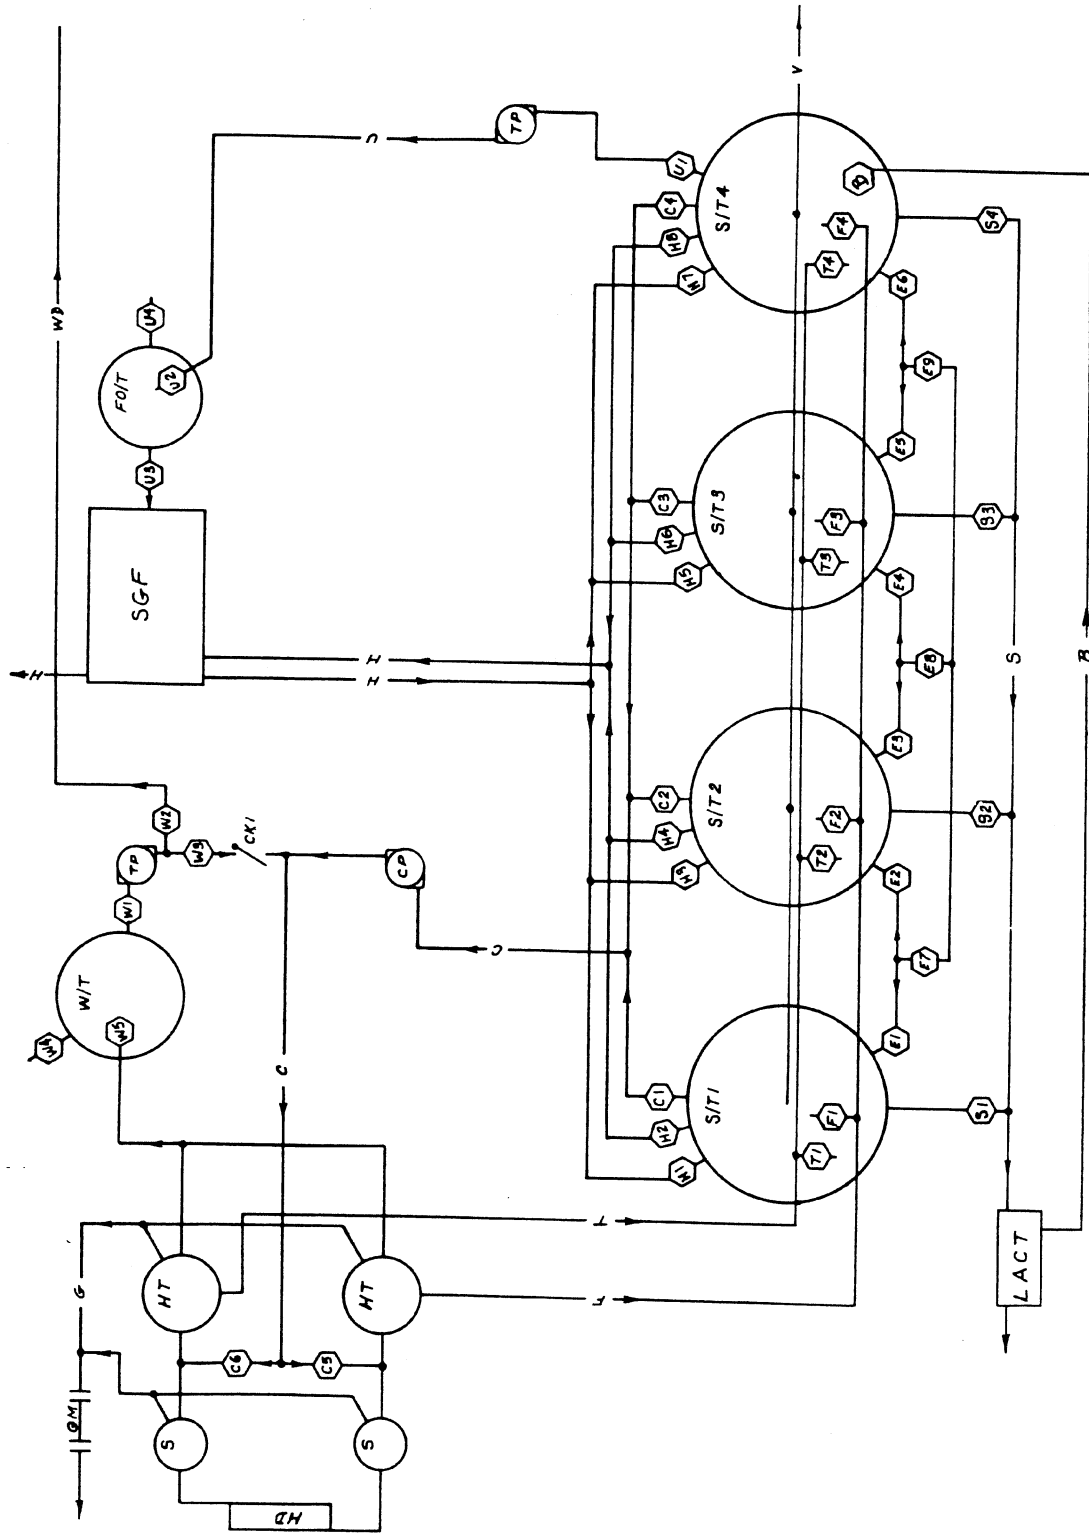 WD
H
W4
G
QM
W/T
W5
FO/T
U4
U2
U3
SGF
TP
W1
W2
W3
CK1
HT
S
C6
C
C5
HD
HT
S
CP
H
H
U
C
TP
T
F
H1
H2
C1
H3
H4
C2
H5
H6
C3
H7
H8
C4
U1
S/T1
S/T2
S/T3
S/T4
V
T1
F1
T2
F2
T3
F3
T4
F4
B
E1
E2
E3
E4
E5
E6
E7
E8
E9
S1
S2
S3
S4
S
LACT
B